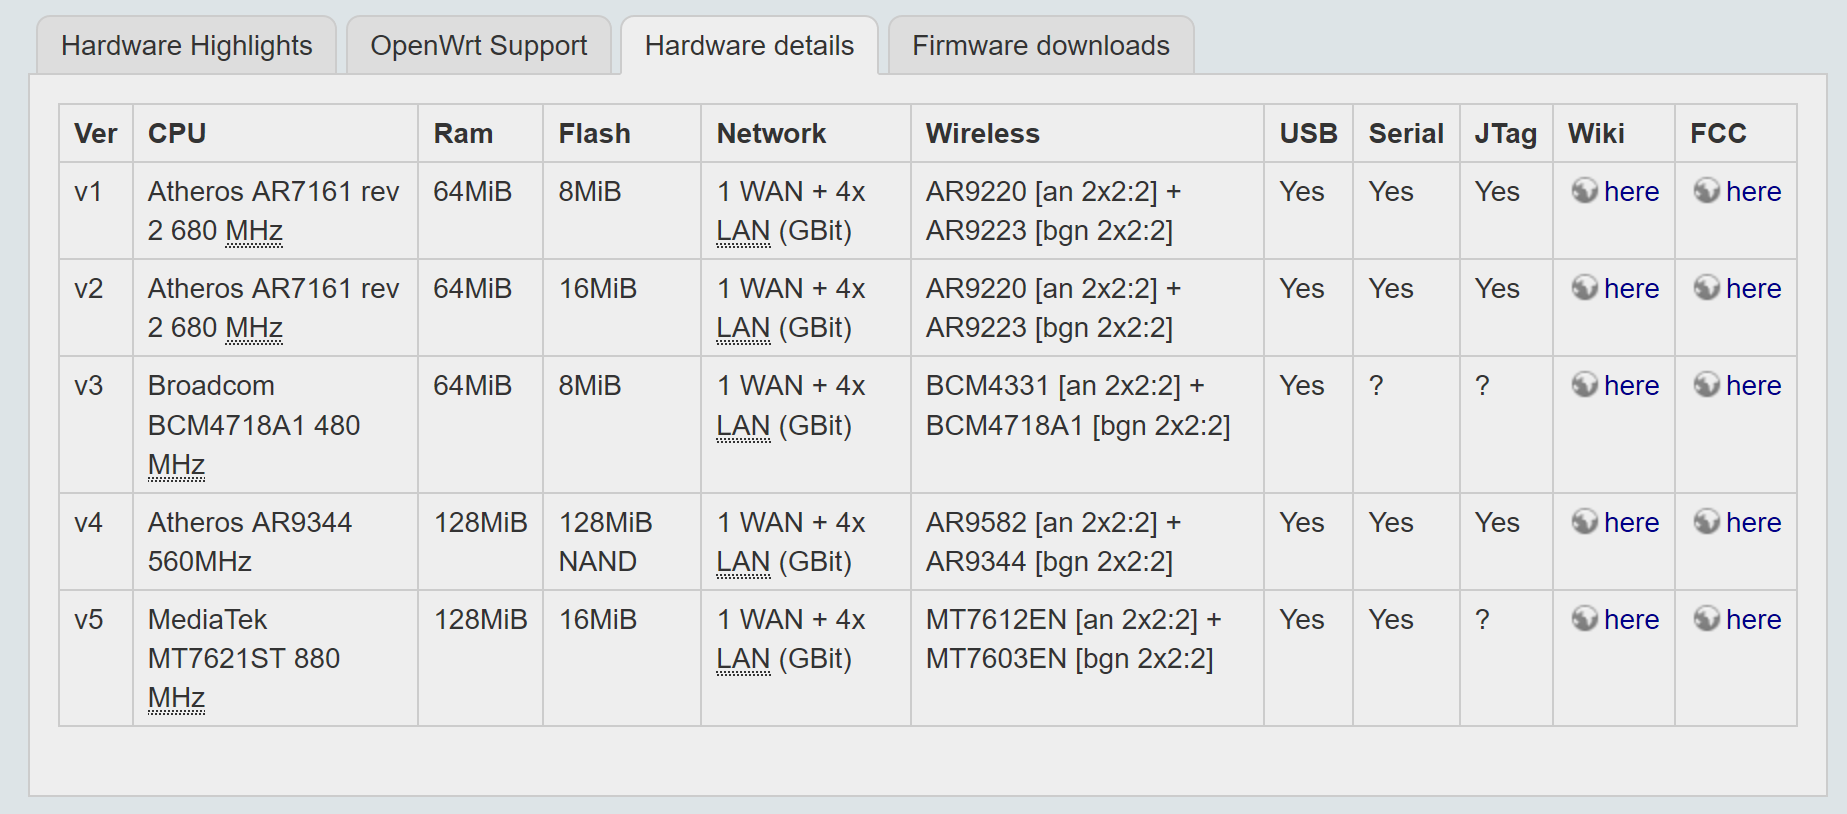 Hardware Highlights OpenWrt Support Hardware details Firmware downloads
Ver CPU Ram Flash Network Wireless USB Serial JTag Wiki FCC
v1 Atheros AR7161 rev 64MiB 8MiB 1 WAN + 4x AR9220 [an 2x2:2] + Yes Yes Yes here here
2 680 MHz LAN (GBit) AR9223 [bgn 2x2:2]
v2 Atheros AR7161 rev 64MiB 16MiB 1 WAN + 4x AR9220 [an 2x2:2] + Yes Yes Yes here here
2 680 MHz LAN (GBit) AR9223 [bgn 2x2:2]
v3 Broadcom 64MiB 8MiB 1 WAN + 4x BCM4331 [an 2x2:2] + Yes ? ? here here
BCM4718A1 480 LAN (GBit) BCM4718A1 [bgn 2x2:2]
MHz
v4 Atheros AR9344 128MiB 128MiB 1 WAN + 4x AR9582 [an 2x2:2] + Yes Yes Yes here here
560MHz NAND LAN (GBit) AR9344 [bgn 2x2:2]
v5 MediaTek 128MiB 16MiB 1 WAN + 4x MT7612EN [an 2x2:2] + Yes Yes ? here here
MT7621ST 880 LAN (GBit) MT7603EN [bgn 2x2:2]
MHz